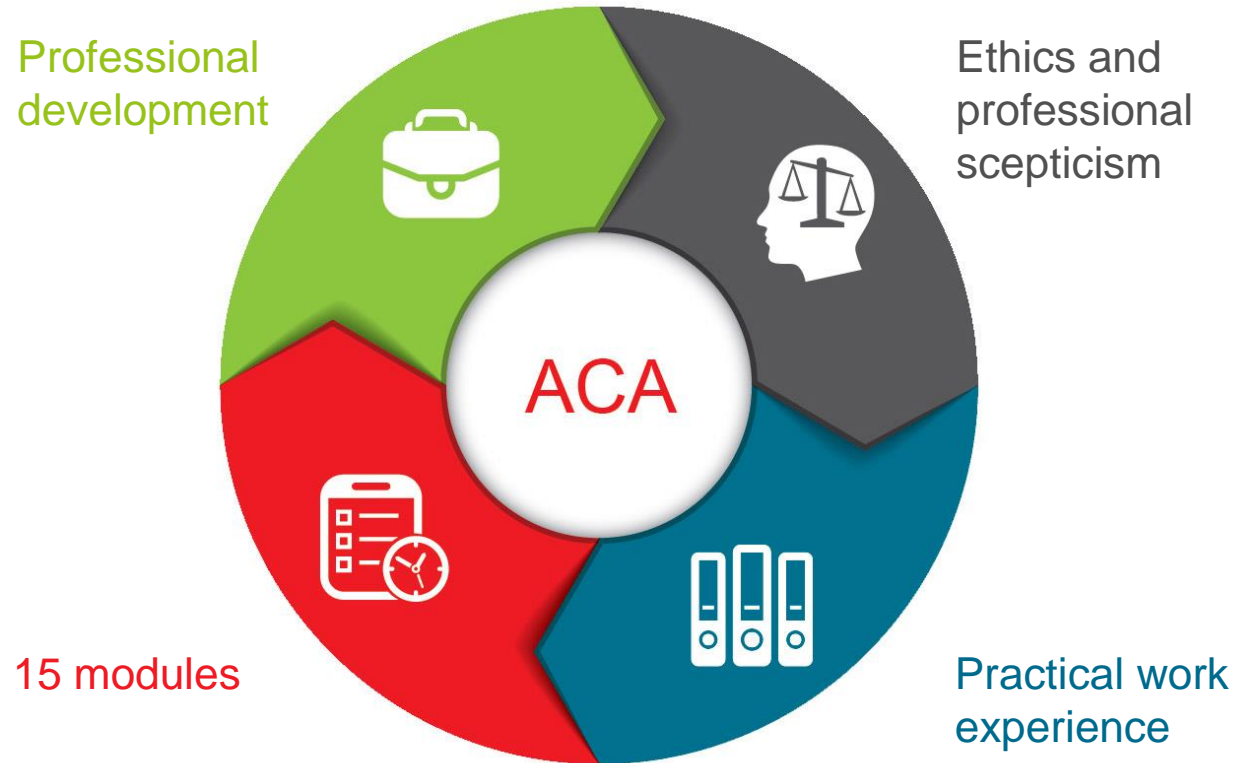 Professional
development
Ethics and
professional
scepticism
ACA
15 modules
Practical work
experience